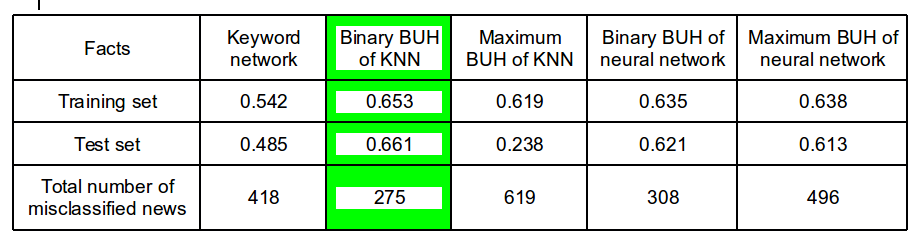 Facts
Keyword
network
Binary BUH
of KNN
Maximum
BUH of KNN
Binary BUH of
neural network
Maximum BUH of
neural network
Training set
0.542
0.653
0.619
0.635
0.638
Test set
0.485
0.661
0.238
0.621
0.613
Total number of
misclassified news
418
275
619
308
496